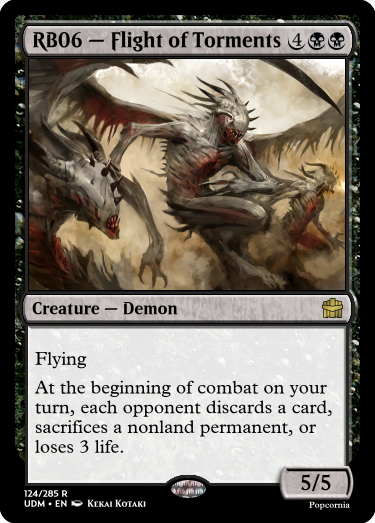 RB06 — Flight of Torments 4
Creature — Demon
Flying
At the beginning of combat on your
turn, each opponent discards a card,
sacrifices a nonland permanent, or
loses 3 life.
5/5
124/285 R
UDM • EN Kekai Kotaki
Popcornia